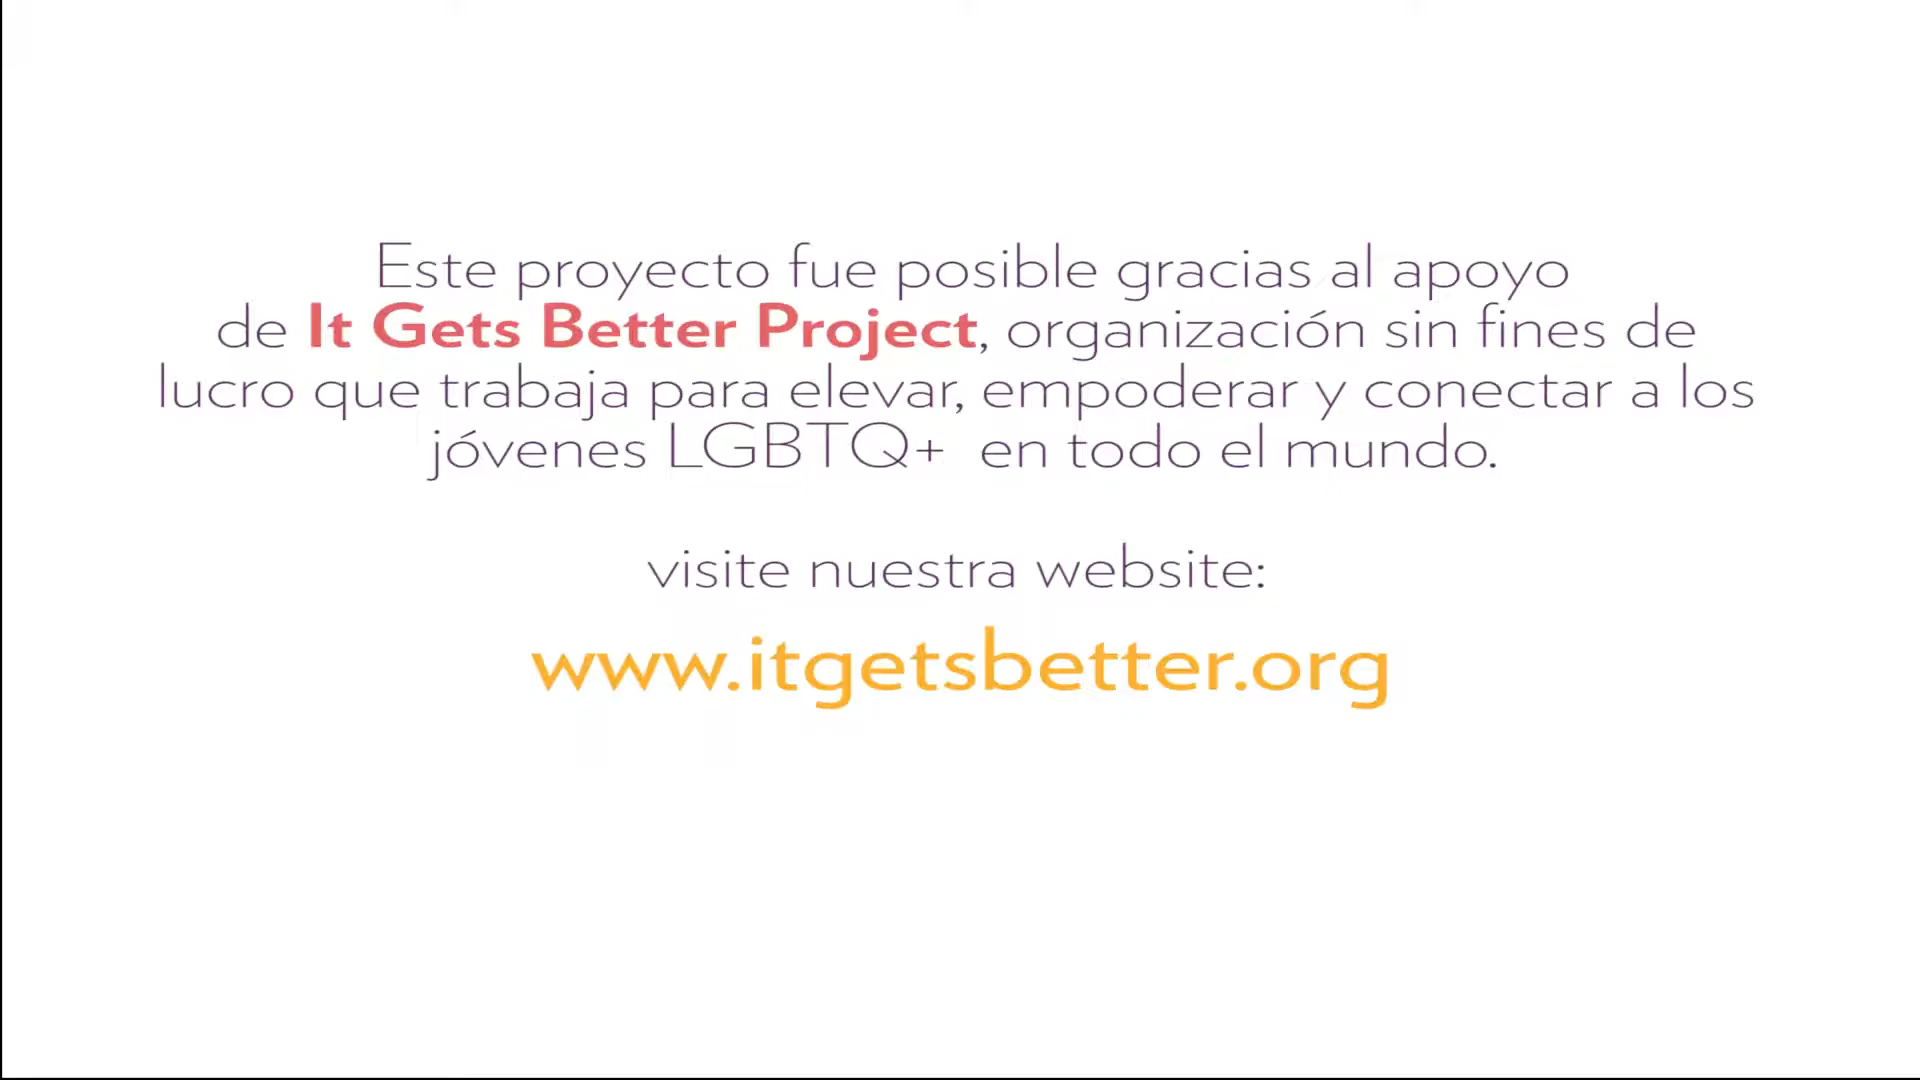 Este proyecto fue posible gracias al apoyo
de It Gets Better Project, organización sin fines de
lucro que trabaja para elevar, empoderar y conectar a los
jóvenes LGBTQ+ en todo el mundo.
visite nuestra website:
www.itgetsbetter.org